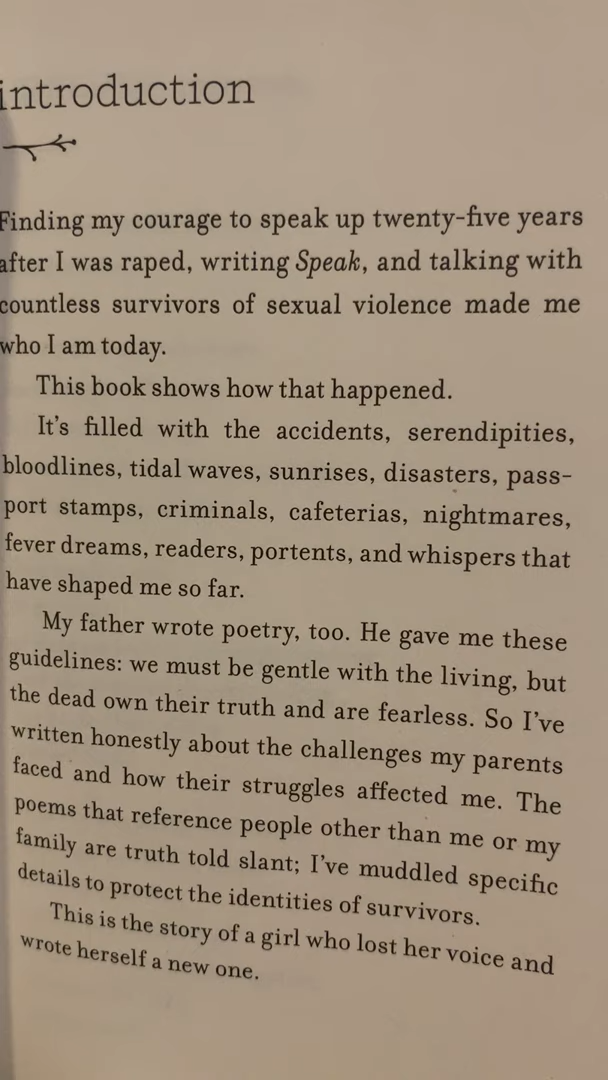 introduction
Finding my courage to speak up twenty-five years
after I was raped, writing Speak, and talking with
countless survivors of sexual violence made me
who I am today.
This book shows how that happened.
It's filled with the accidents, serendipities,
bloodlines, tidal waves, sunrises, disasters, pass-
port stamps, criminals, cafeterias, nightmares,
fever dreams, readers, portents, and whispers that
have shaped me so far.
My father wrote poetry, too. He gave me these
guidelines: we must be gentle with the living, but
the dead own their truth and are fearless. So I've
written honestly about the challenges my parents
faced and how their struggles affected me. The
poems that reference people other than me or my
family are truth told slant; I've muddled specific
details to protect the identities of survivors.
This is the story of a girl who lost her voice and
wrote herself a new one.